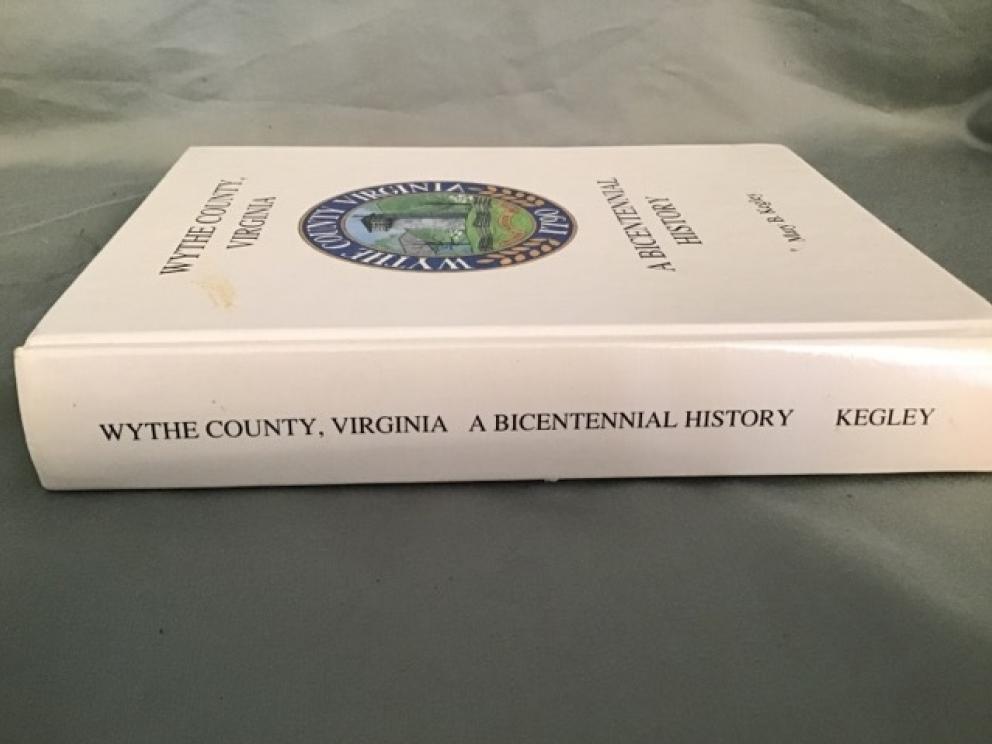 WYTHE COUNTY,
VIRGINIA
WYTHE COUNTY VIRGINIA
1790
A BICENTENNIAL
HISTORY
Mary B. Kegley
WYTHE COUNTY, VIRGINIA A BICENTENNIAL HISTORY KEGLEY